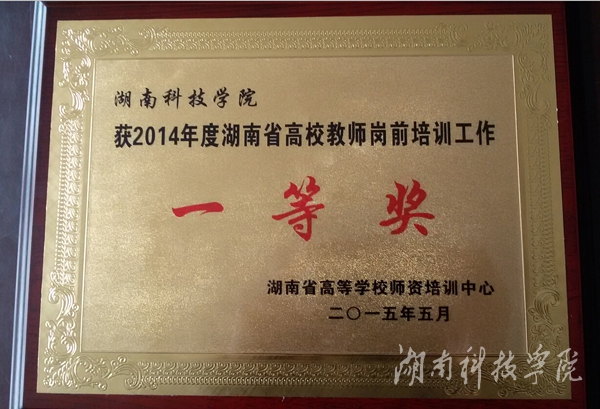 湖南科技学院
获2014年度湖南省高校教师岗前培训工作
一等奖
湖南省高等学校师资培训中心
二〇一五年五月
湖南科技学院